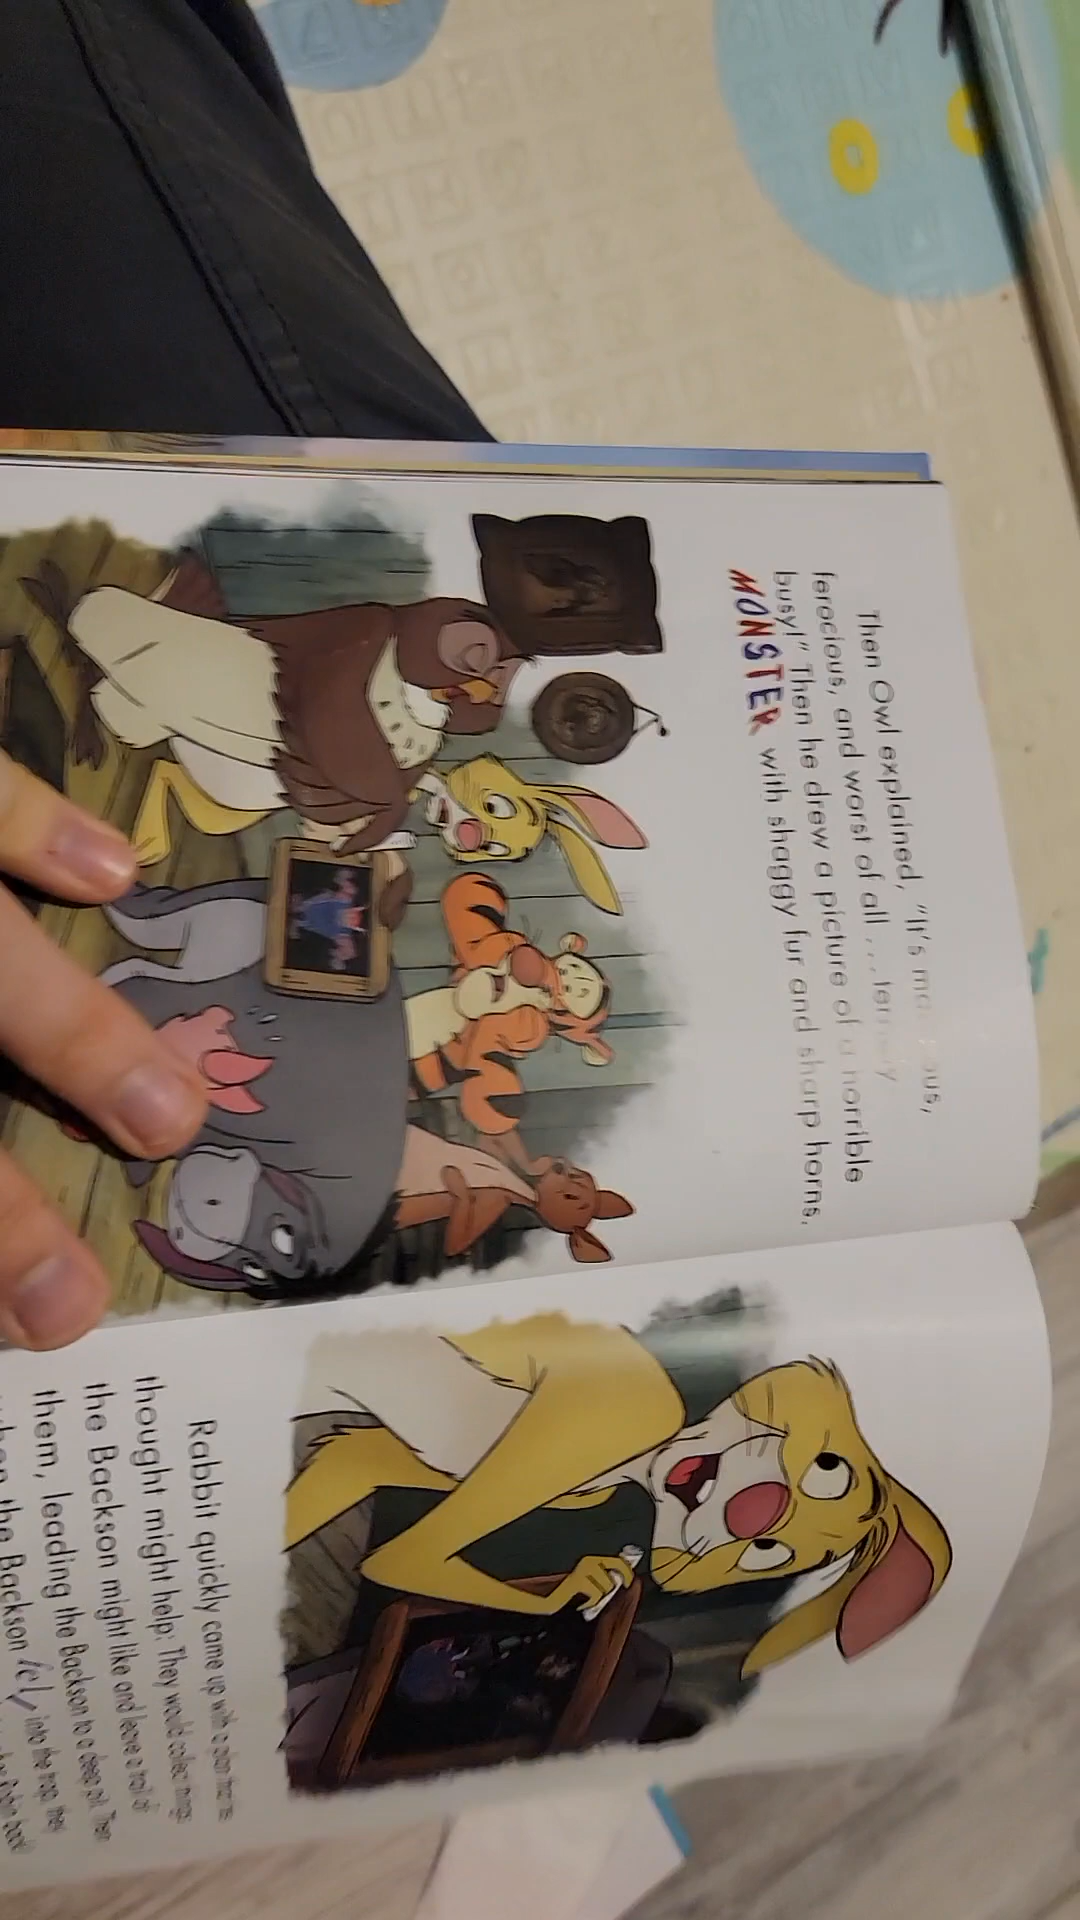 Then Owl explained, "It's
ferocious, and worst of all . . .
busy!" Then he drew a picture of a horrible
MONSTER with shaggy fur and sharp horns.
Rabbit quickly came up with a plan
thought might help: They would collect things
the Backson might like and leave a trail of
them, leading the Backson to a deep pit. Then
when the Backson fell into the trap, they